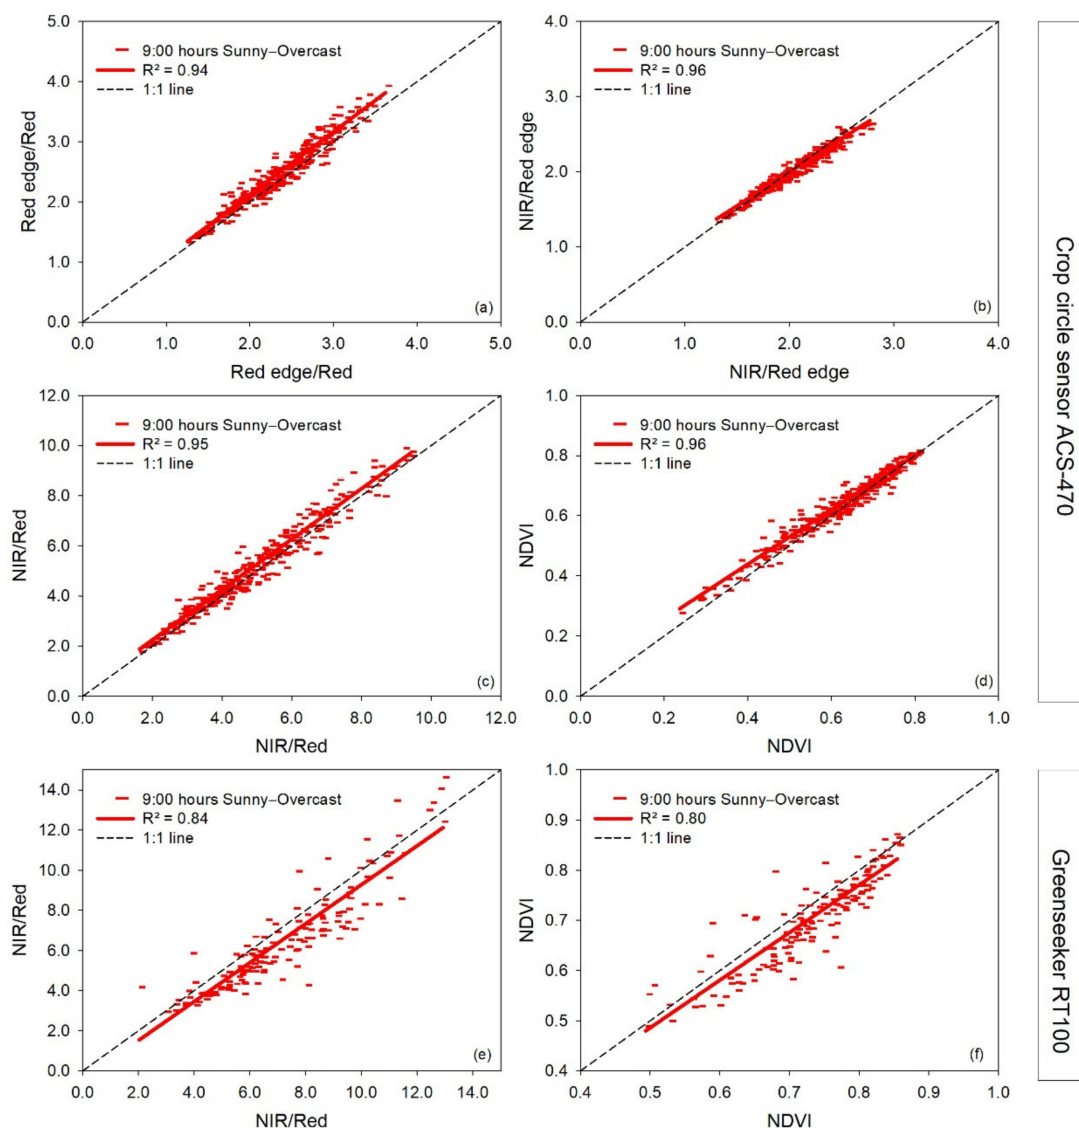 5.0
4.0
3.0
2.0
1.0
0.0
Red edge/Red
9:00 hours Sunny–Overcast
R² = 0.94
1:1 line
(a)
0.0 1.0 2.0 3.0 4.0 5.0
Red edge/Red
4.0
3.0
2.0
1.0
0.0
NIR/Red edge
9:00 hours Sunny–Overcast
R² = 0.96
1:1 line
(b)
0.0 1.0 2.0 3.0 4.0
NIR/Red edge
12.0
10.0
8.0
6.0
4.0
2.0
0.0
NIR/Red
9:00 hours Sunny–Overcast
R² = 0.95
1:1 line
(c)
0.0 2.0 4.0 6.0 8.0 10.0 12.0
NIR/Red
1.0
0.8
0.6
0.4
0.2
0.0
NDVI
9:00 hours Sunny–Overcast
R² = 0.96
1:1 line
(d)
0.0 0.2 0.4 0.6 0.8 1.0
NDVI
Crop circle sensor ACS-470
14.0
12.0
10.0
8.0
6.0
4.0
2.0
0.0
NIR/Red
9:00 hours Sunny–Overcast
R² = 0.84
1:1 line
(e)
0.0 2.0 4.0 6.0 8.0 10.0 12.0 14.0
NIR/Red
1.0
0.9
0.8
0.7
0.6
0.5
0.4
NDVI
9:00 hours Sunny–Overcast
R² = 0.80
1:1 line
(f)
0.4 0.5 0.6 0.7 0.8 0.9 1.0
NDVI
Greenseeker RT100